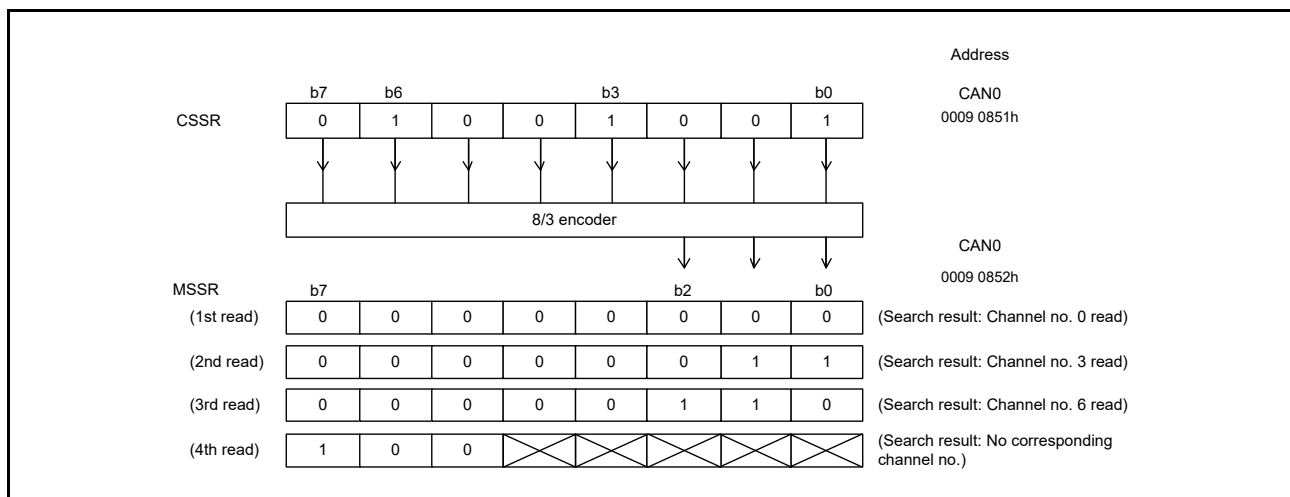 Address
b7 b6 b3 b0 CAN0
CSSR 0 1 0 0 1 0 0 1 0009 0851h
8/3 encoder
CAN0
0009 0852h
MSSR b7 b2 b0
(1st read) 0 0 0 0 0 0 0 0 (Search result: Channel no. 0 read)
(2nd read) 0 0 0 0 0 0 1 1 (Search result: Channel no. 3 read)
(3rd read) 0 0 0 0 0 1 1 0 (Search result: Channel no. 6 read)
(4th read) 1 0 0 (Search result: No corresponding
channel no.)